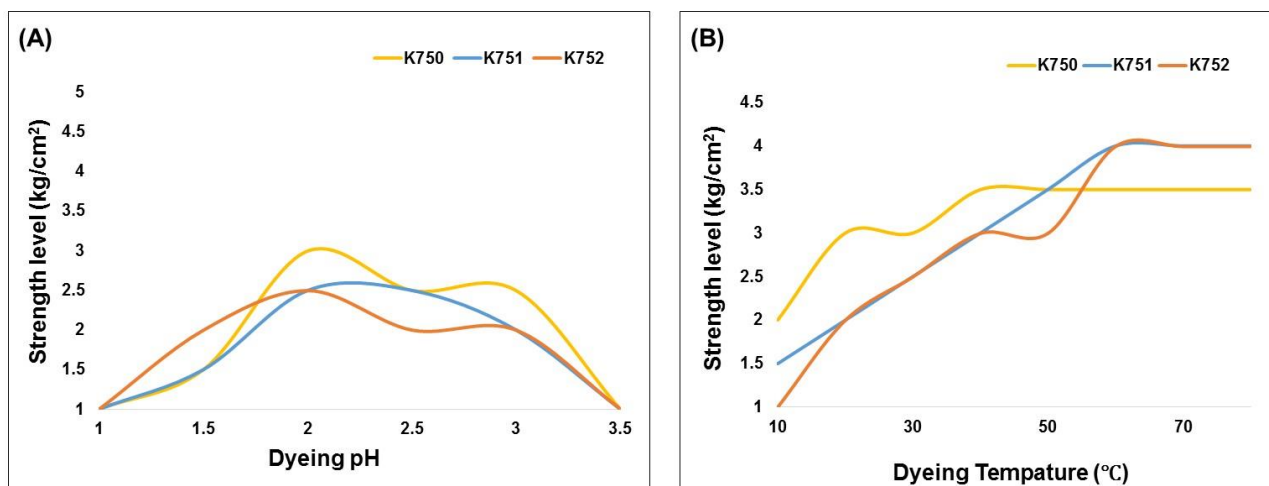 (A)
K750 K751 K752
Strength level (kg/cm²)
5
4.5
4
3.5
3
2.5
2
1.5
1
1 1.5 2 2.5 3 3.5
Dyeing pH
(B)
K750 K751 K752
Strength level (kg/cm²)
4.5
4
3.5
3
2.5
2
1.5
1
10 30 50 70
Dyeing Tempature (℃)